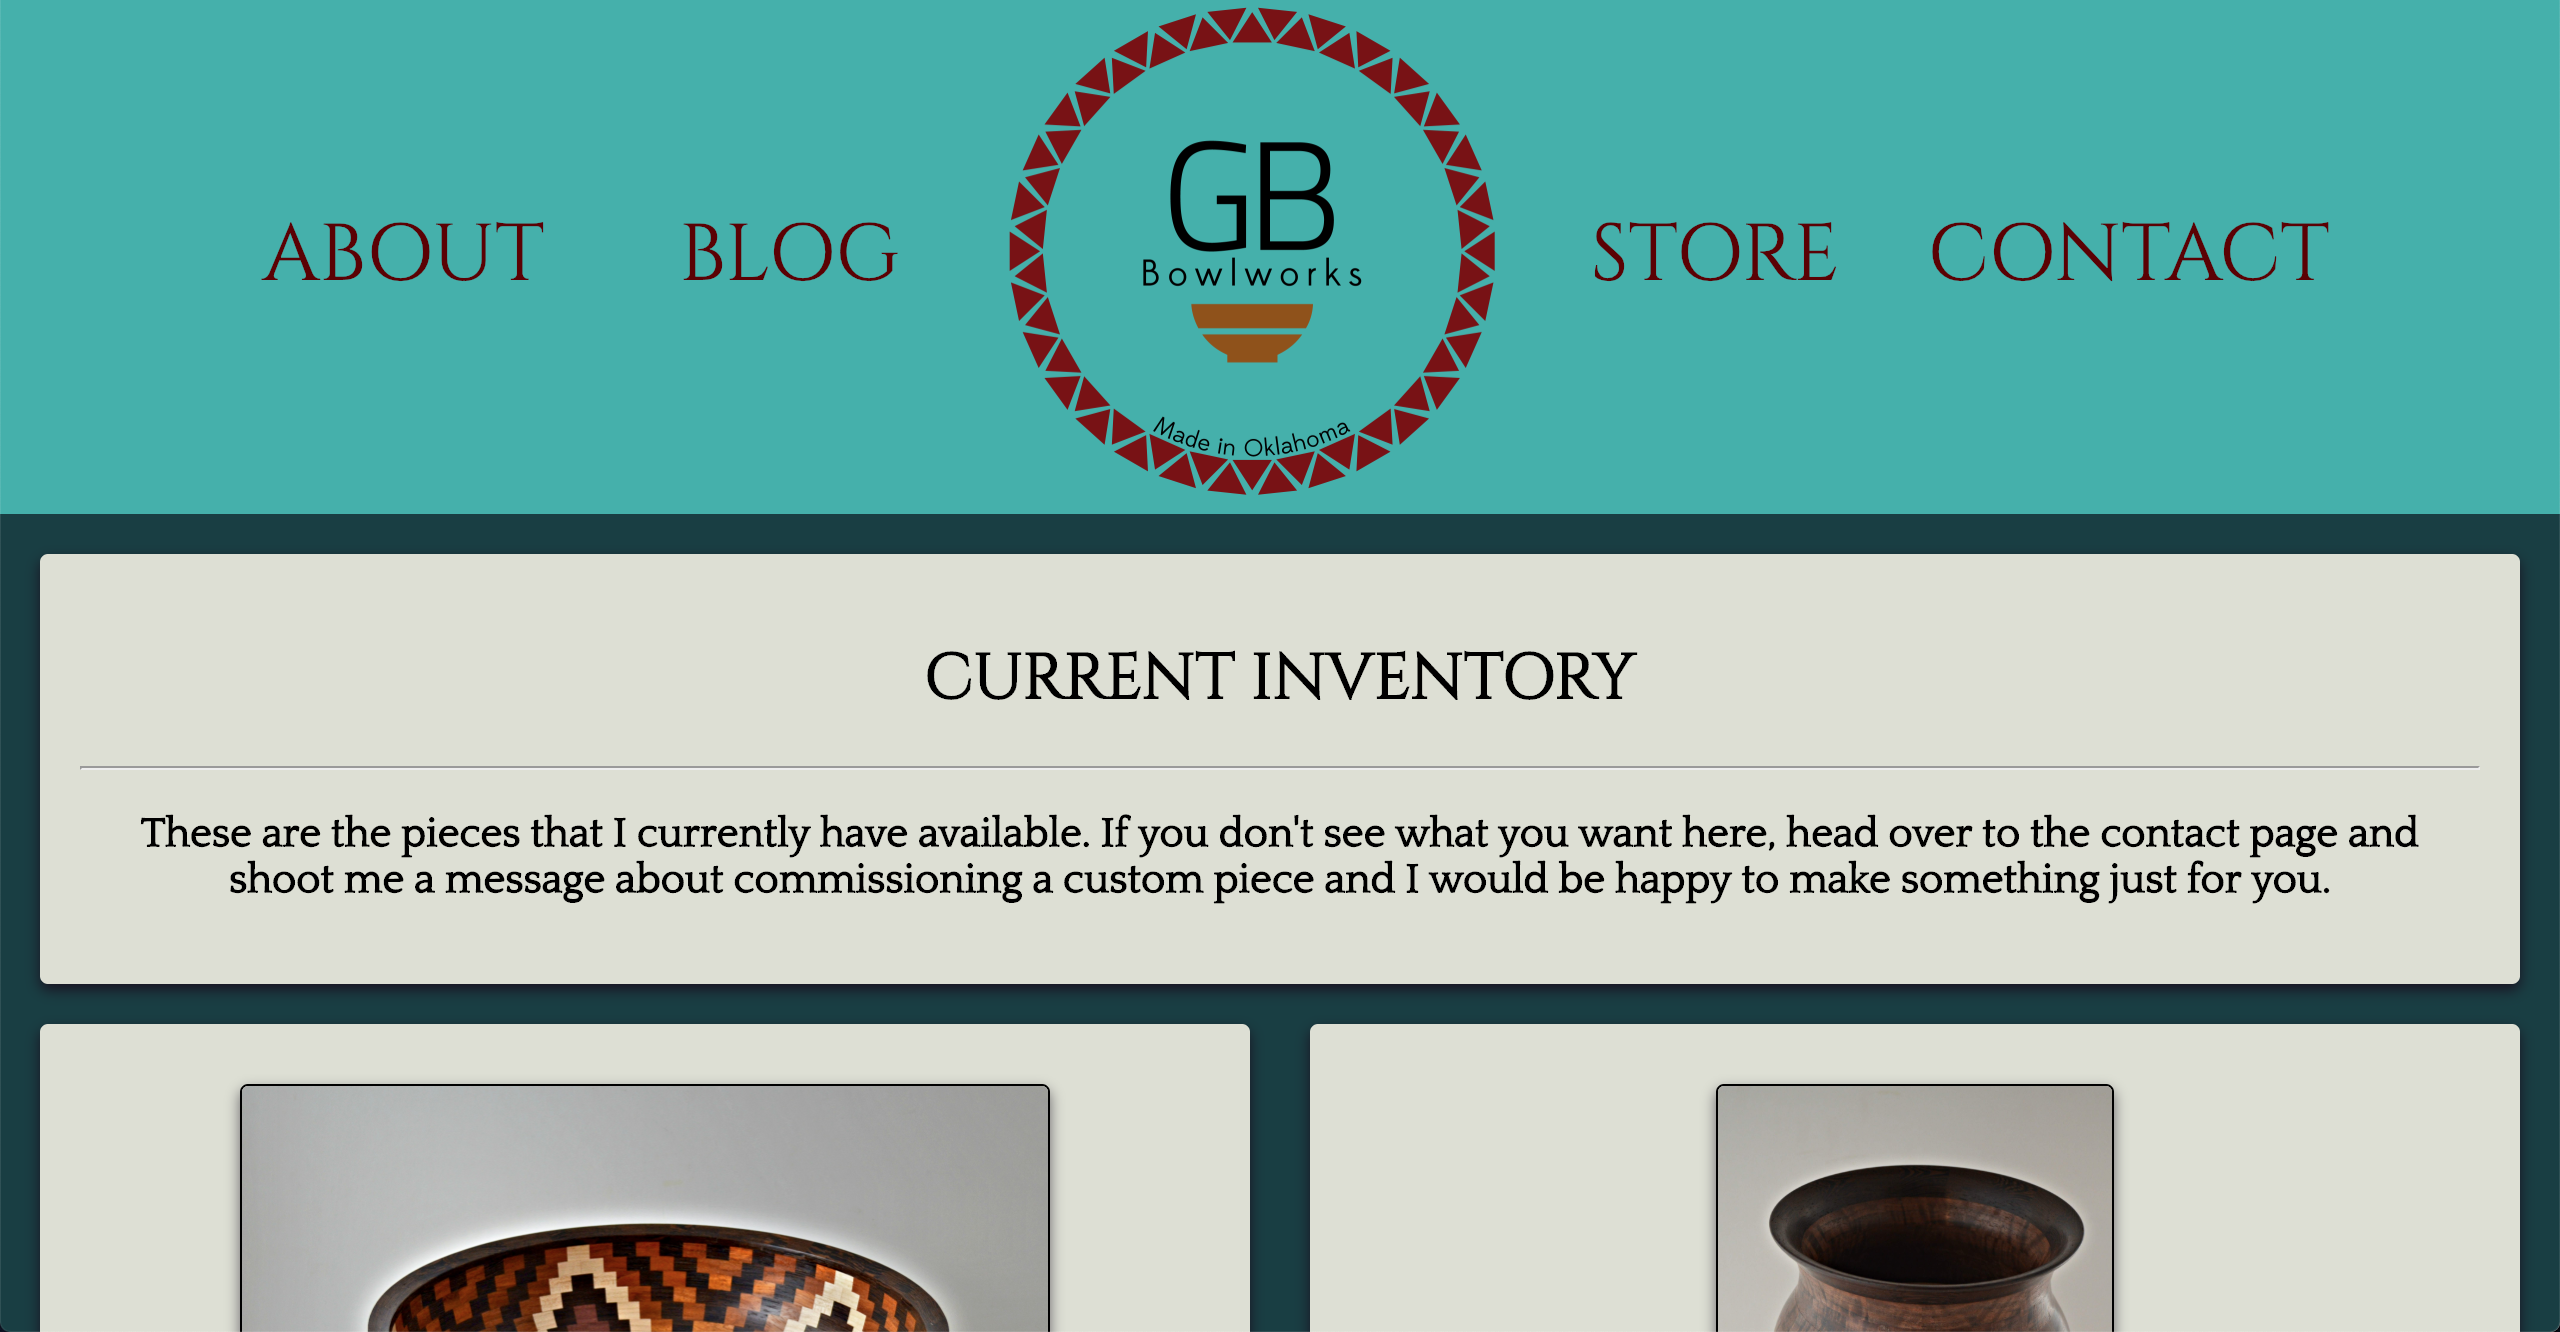 ABOUT
BLOG
GB
Bowlworks
Made in Oklahoma
STORE
CONTACT
CURRENT INVENTORY
These are the pieces that I currently have available. If you don't see what you want here, head over to the contact page and
shoot me a message about commissioning a custom piece and I would be happy to make something just for you.